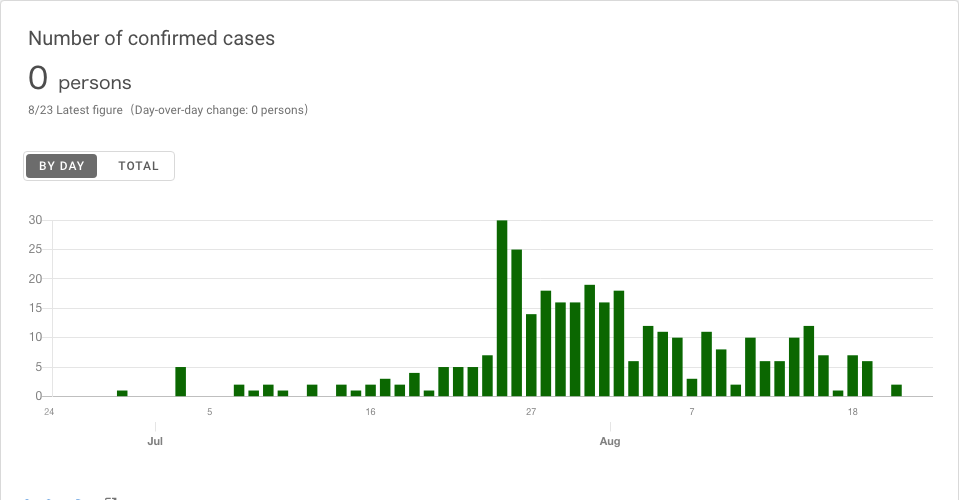 Number of confirmed cases
0 persons
8/23 Latest figure（Day-over-day change: 0 persons）
BY DAY TOTAL
30
25
20
15
10
5
0
24 5 16 27 7 18
Jul Aug